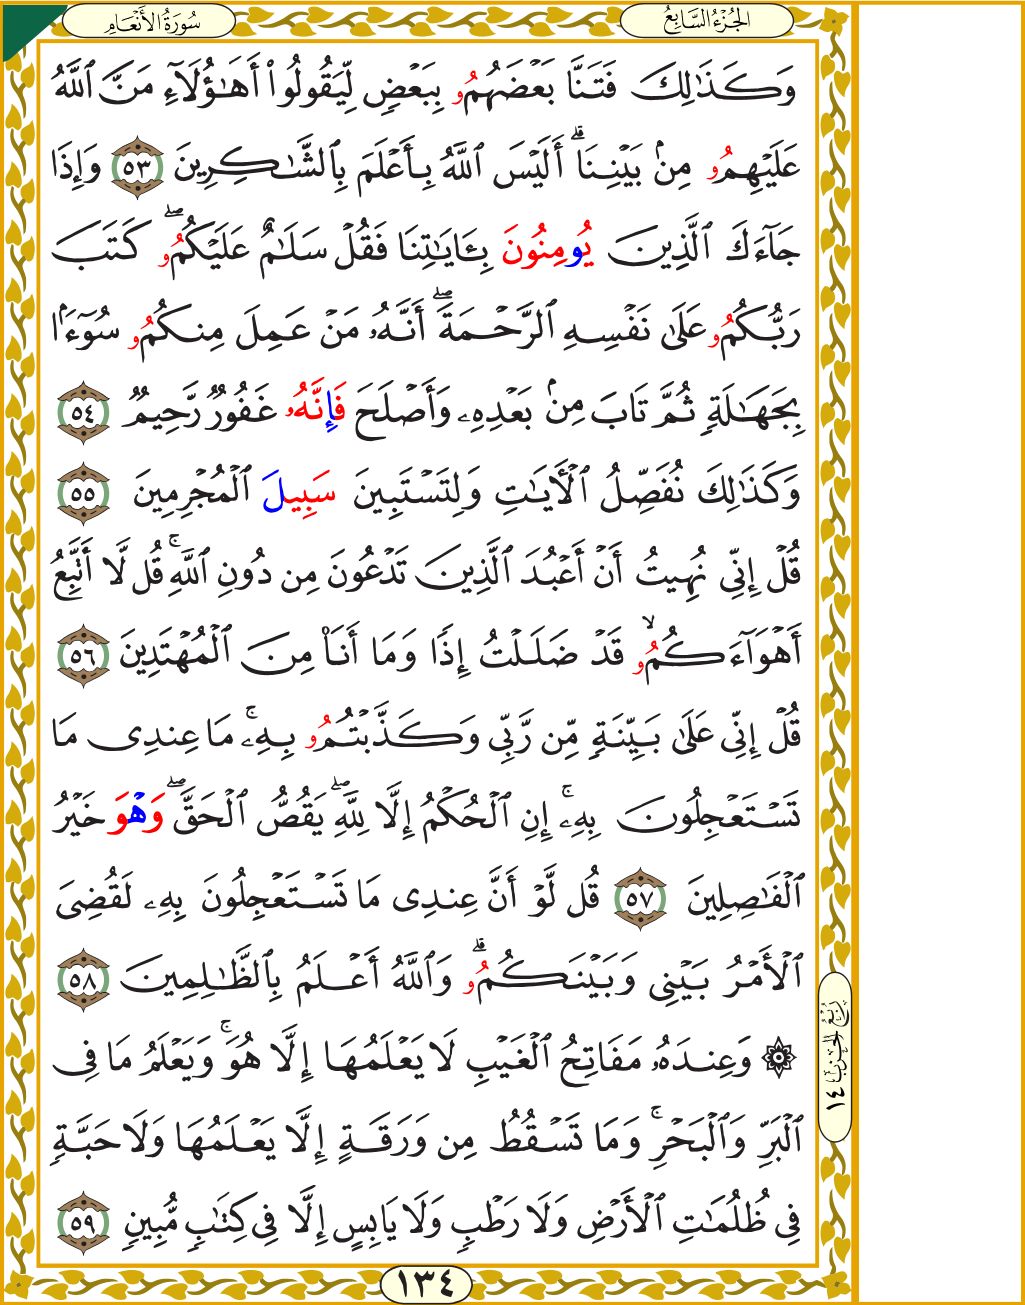 الجُزْءُ السَّابِعُ
سُورَةُ الأَنْعَامِ
وَكَذَٰلِكَ فَتَنَّا بَعْضَهُمُۥ بِبَعْضٍ لِّيَقُولُوٓا۟ أَهَٰٓؤُلَآءِ مَنَّ ٱللَّهُ
عَلَيْهِمُۥ مِنۢ بَيْنِنَآۗ أَلَيْسَ ٱللَّهُ بِأَعْلَمَ بِٱلشَّٰكِرِينَ ٥٣ وَإِذَا
جَآءَكَ ٱلَّذِينَ يُومِنُونَ بِـَٔايَٰتِنَا فَقُلْ سَلَٰمٌ عَلَيْكُمُۥۖ كَتَبَ
رَبُّكُمُۥ عَلَىٰ نَفْسِهِ ٱلرَّحْمَةَۖ أَنَّهُۥ مَنْ عَمِلَ مِنكُمُۥ سُوٓءَۢا
بِجَهَٰلَةٍ ثُمَّ تَابَ مِنۢ بَعْدِهِۦ وَأَصْلَحَ فَإِنَّهُۥ غَفُورٌ رَّحِيمٌ ٥٤
وَكَذَٰلِكَ نُفَصِّلُ ٱلْأٓيَٰتِ وَلِتَسْتَبِينَ سَبِيلَ ٱلْمُجْرِمِينَ ٥٥
قُلْ إِنِّى نُهِيتُ أَنْ أَعْبُدَ ٱلَّذِينَ تَدْعُونَ مِن دُونِ ٱللَّهِۚ قُل لَّآ أَتَّبِعُ
أَهْوَآءَكُمُۥۙ قَدْ ضَلَلْتُ إِذًا وَمَآ أَنَا۠ مِنَ ٱلْمُهْتَدِينَ ٥٦
قُلْ إِنِّى عَلَىٰ بَيِّنَةٍ مِّن رَّبِّى وَكَذَّبْتُمُۥ بِهِۦۚ مَا عِندِى مَا
تَسْتَعْجِلُونَ بِهِۦٓۚ إِنِ ٱلْحُكْمُ إِلَّا لِلَّهِۖ يَقُصُّ ٱلْحَقَّۖ وَهْوَ خَيْرُ
ٱلْفَٰصِلِينَ ٥٧ قُل لَّوْ أَنَّ عِندِى مَا تَسْتَعْجِلُونَ بِهِۦ لَقُضِىَ
ٱلْأَمْرُ بَيْنِى وَبَيْنَكُمُۥۗ وَٱللَّهُ أَعْلَمُ بِٱلظَّٰلِمِينَ ٥٨
۞ وَعِندَهُۥ مَفَاتِحُ ٱلْغَيْبِ لَا يَعْلَمُهَآ إِلَّا هُوَۚ وَيَعْلَمُ مَا فِى
ٱلْبَرِّ وَٱلْبَحْرِۚ وَمَا تَسْقُطُ مِن وَرَقَةٍ إِلَّا يَعْلَمُهَا وَلَا حَبَّةٍ
فِى ظُلُمَٰتِ ٱلْأَرْضِ وَلَا رَطْبٍ وَلَا يَابِسٍ إِلَّا فِى كِتَٰبٍ مُّبِينٍ ٥٩
رُبْعُ الحِزْبِ ١٤
١٣٤